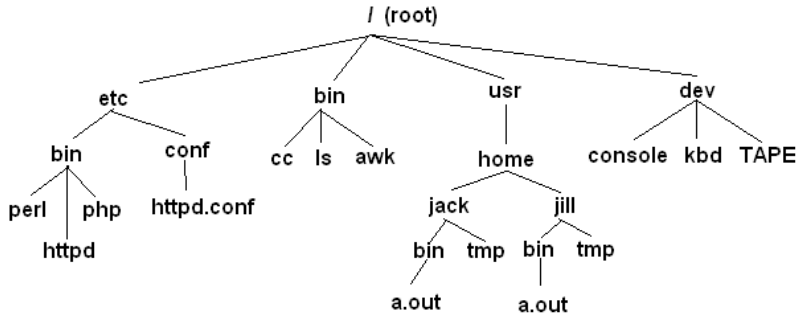 / (root)
etc bin usr dev
bin conf cc ls awk home console kbd TAPE
perl php httpd.conf jack jill
httpd bin tmp bin tmp
a.out a.out